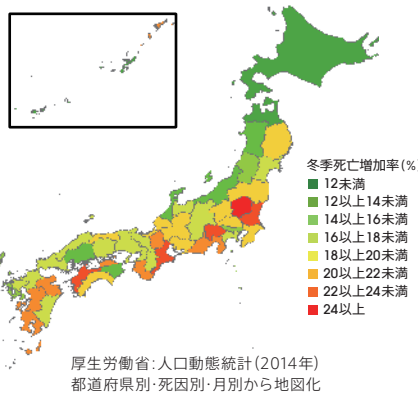 冬季死亡増加率(%
12未満
12以上14未満
14以上16未満
16以上18未満
18以上20未満
20以上22未満
22以上24未満
24以上
厚生労働省:人口動態統計(2014年)
都道府県別・死因別・月別から地図化